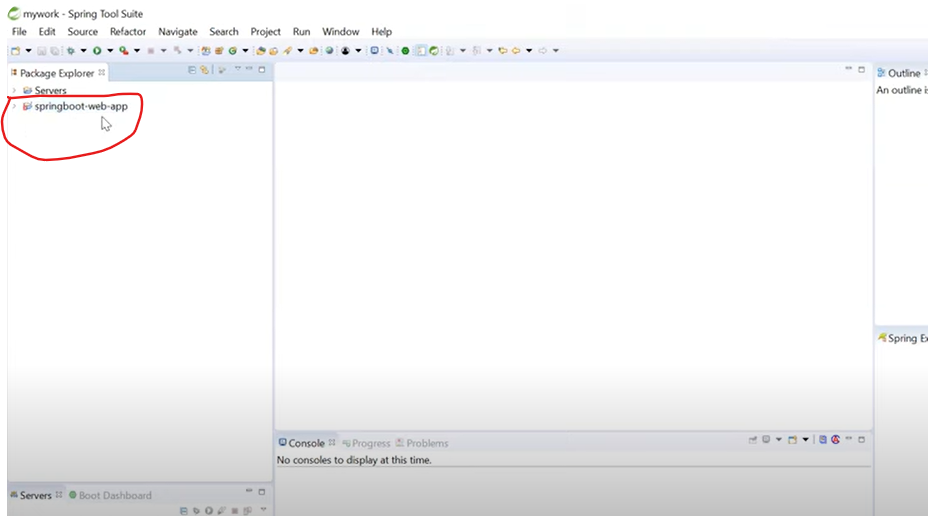 mywork - Spring Tool Suite
File Edit Source Refactor Navigate Search Project Run Window Help
Package Explorer
Servers
springboot-web-app
Outline
An outline is
Spring Ex
Console Progress Problems
No consoles to display at this time.
Servers Boot Dashboard